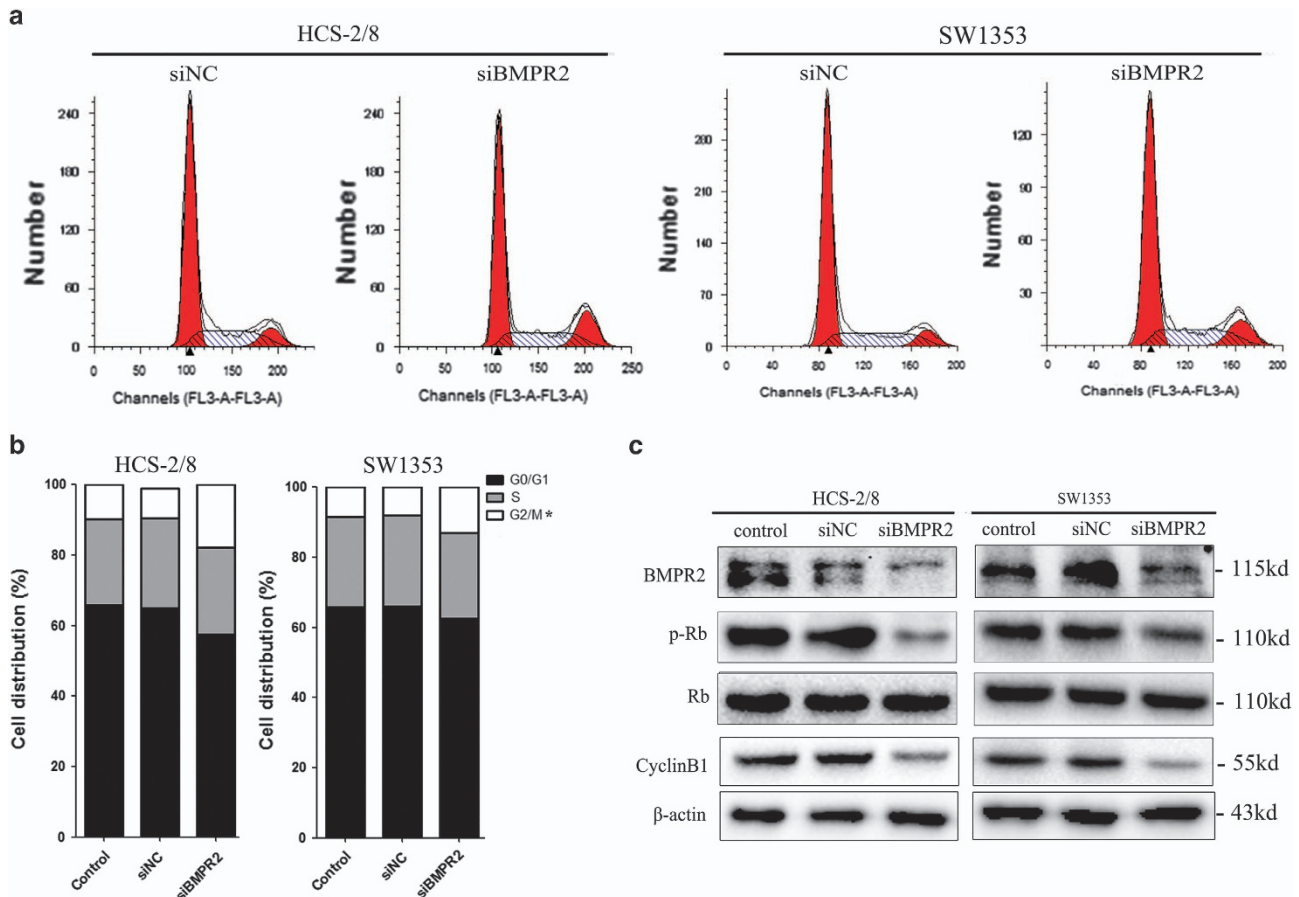 a
HCS-2/8
SW1353
siNC
siBMPR2
siNC
siBMPR2
Number
240
180
120
60
0
0 50 100 150 200
Channels (FL3-A-FL3-A)
Number
240
180
120
60
0
0 50 100 150 200 250
Channels (FL3-A-FL3-A)
Number
280
210
140
70
0
0 40 80 120 160 200
Channels (FL3-A-FL3-A)
Number
120
90
60
30
0 40 80 120 160 200
Channels (FL3-A-FL3-A)
b
HCS-2/8
Cell distribution (%)
100
80
60
40
20
0
Control
siNC
siBMPR2
SW1353
Cell distribution (%)
100
80
60
40
20
0
Control
siNC
siBMPR2
G0/G1
S
G2/M *
c
HCS-2/8
SW1353
control siNC siBMPR2
control siNC siBMPR2
BMPR2
- 115kd
p-Rb
- 110kd
Rb
- 110kd
CyclinB1
- 55kd
β-actin
- 43kd